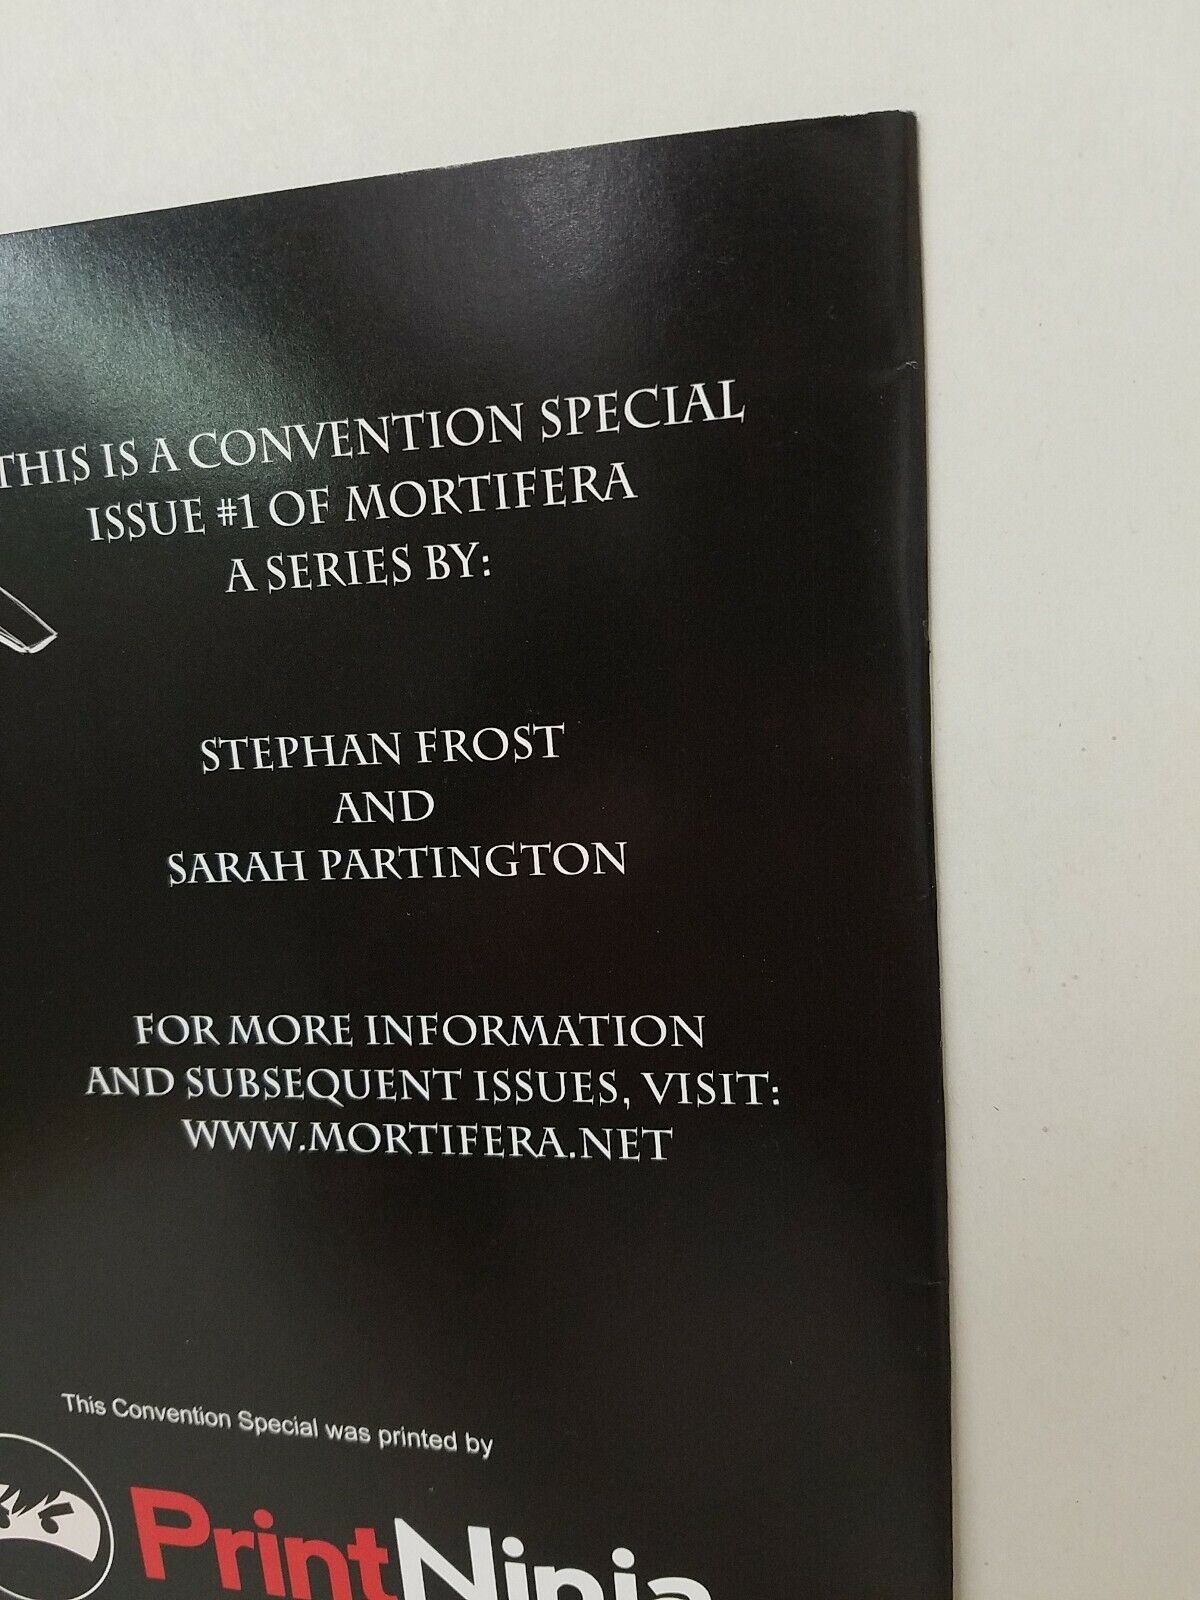 THIS IS A CONVENTION SPECIAL
ISSUE #1 OF MORTIFERA
A SERIES BY:
STEPHAN FROST
AND
SARAH PARTINGTON
FOR MORE INFORMATION
AND SUBSEQUENT ISSUES, VISIT:
WWW.MORTIFERA.NET
This Convention Special was printed by
PrintNinja